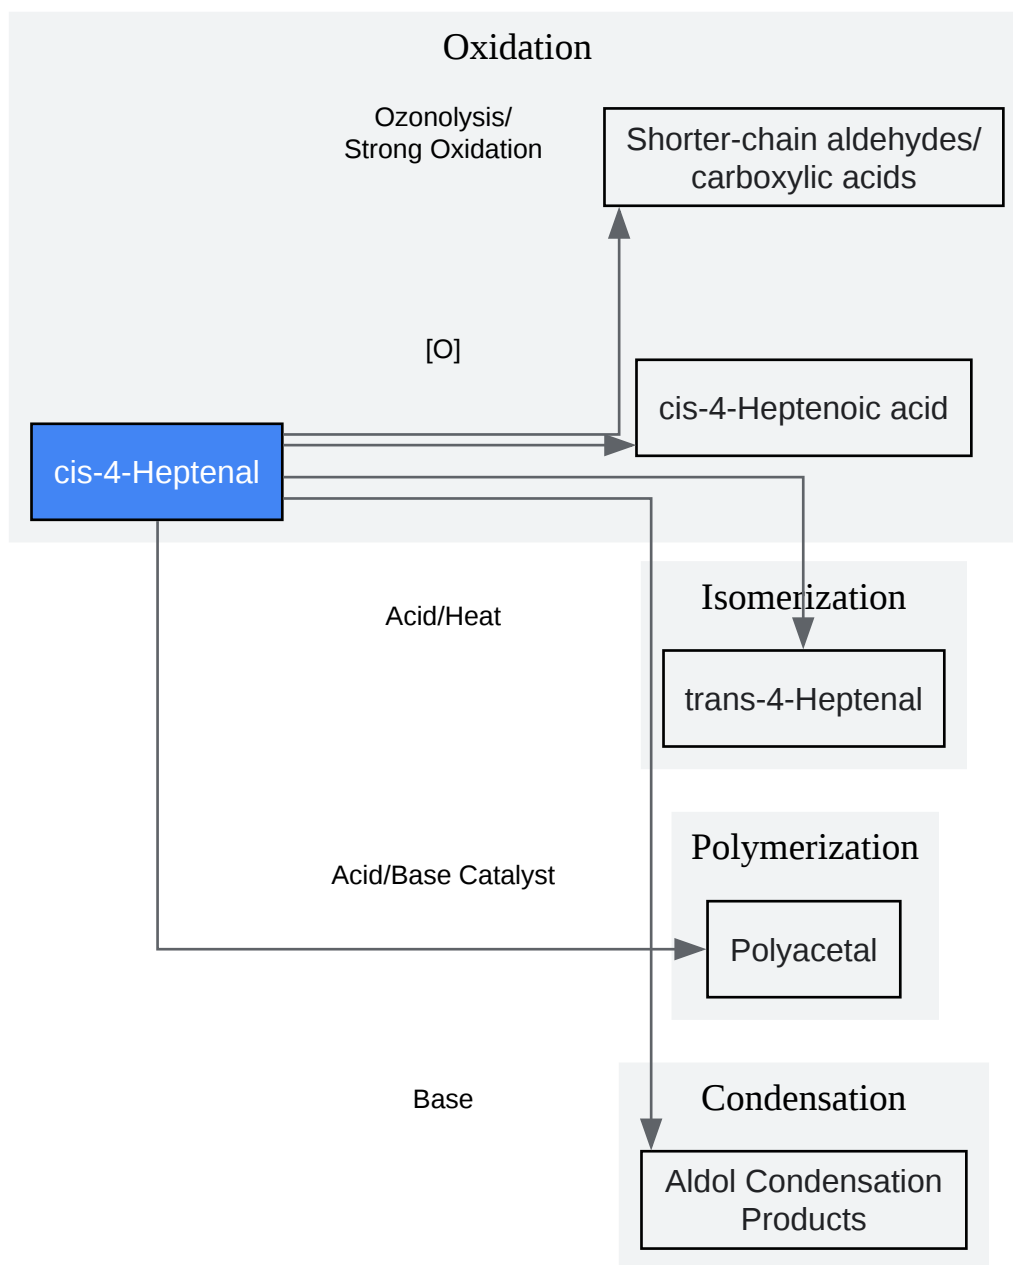 Oxidation
Ozonolysis/
Strong Oxidation
Shorter-chain aldehydes/
carboxylic acids
[O]
cis-4-Heptenoic acid
cis-4-Heptenal
Isomerization
Acid/Heat
trans-4-Heptenal
Polymerization
Acid/Base Catalyst
Polyacetal
Condensation
Base
Aldol Condensation
Products